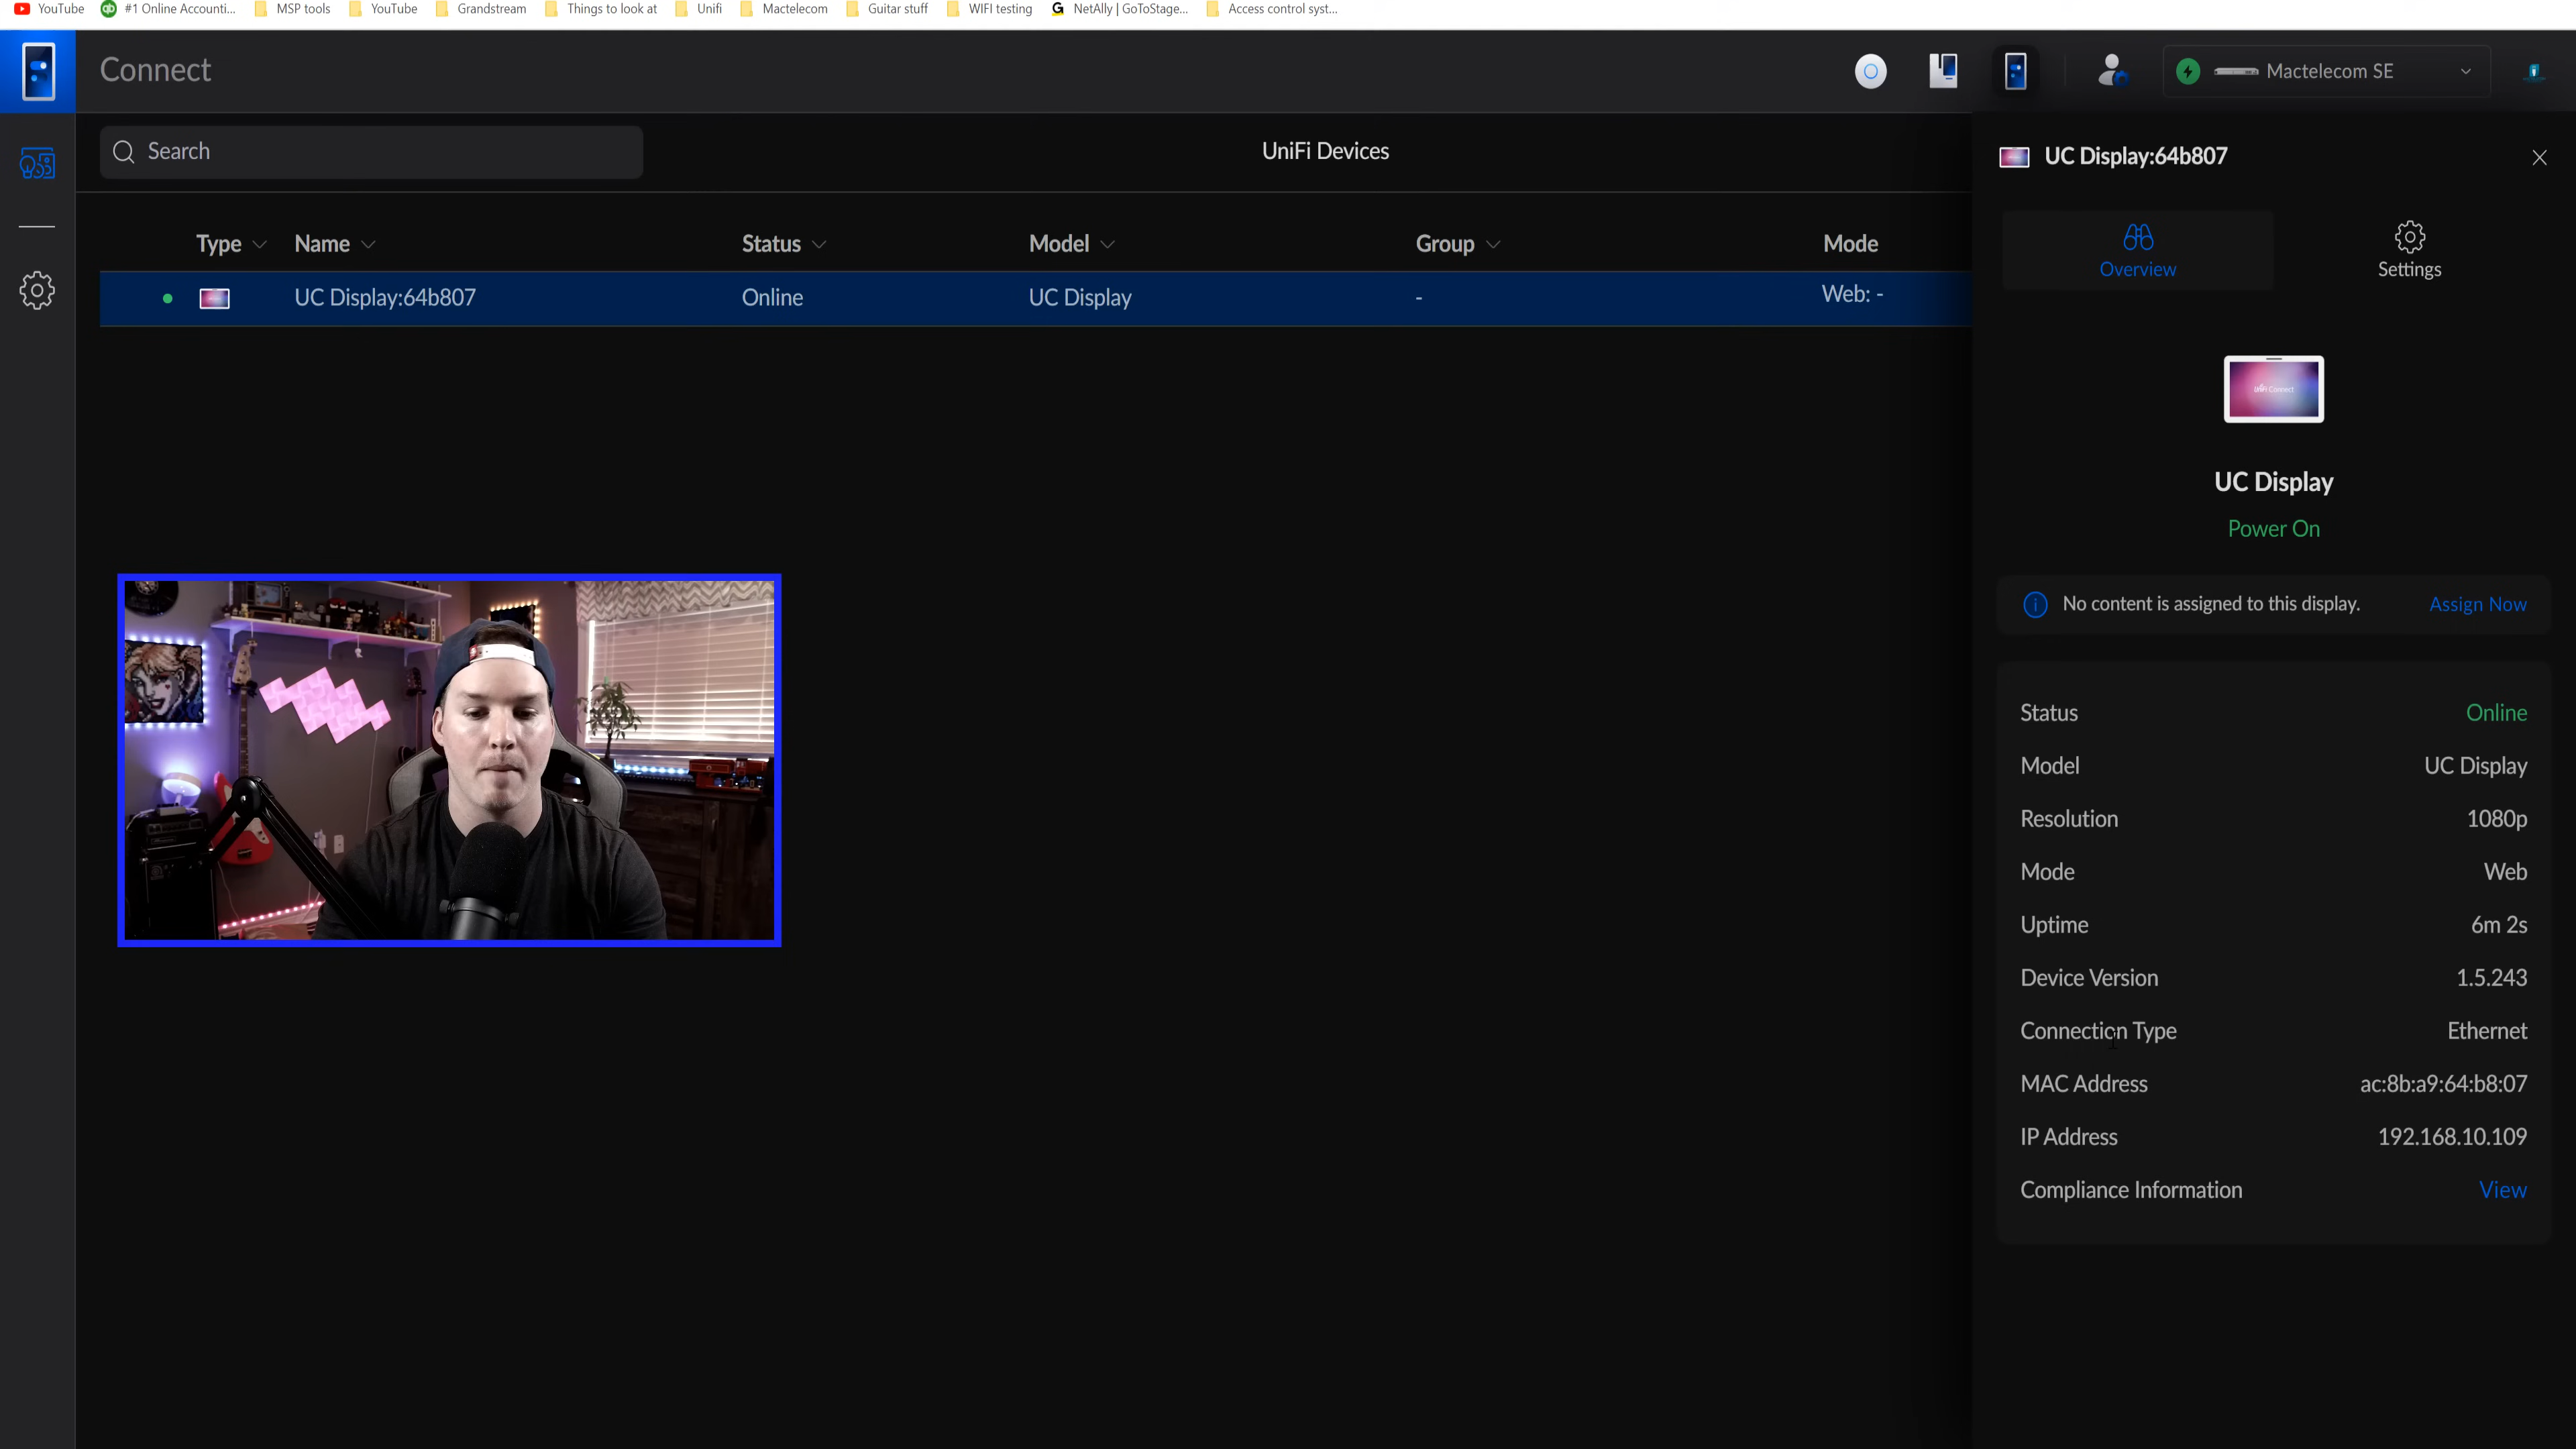 YouTube #1 Online Accounti... MSP tools YouTube Grandstream Things to look at Unifi Mactelecom Guitar stuff WIFI testing NetAlly | GoToStage... Access control syst...
Connect
Mactelecom SE
Search
UniFi Devices
Type Name Status Model Group Mode
UC Display:64b807 Online UC Display - Web: -
UC Display:64b807
Overview
Settings
UniFi Connect
UC Display
Power On
No content is assigned to this display. Assign Now
Status Online
Model UC Display
Resolution 1080p
Mode Web
Uptime 6m 2s
Device Version 1.5.243
Connection Type Ethernet
MAC Address ac:8b:a9:64:b8:07
IP Address 192.168.10.109
Compliance Information View